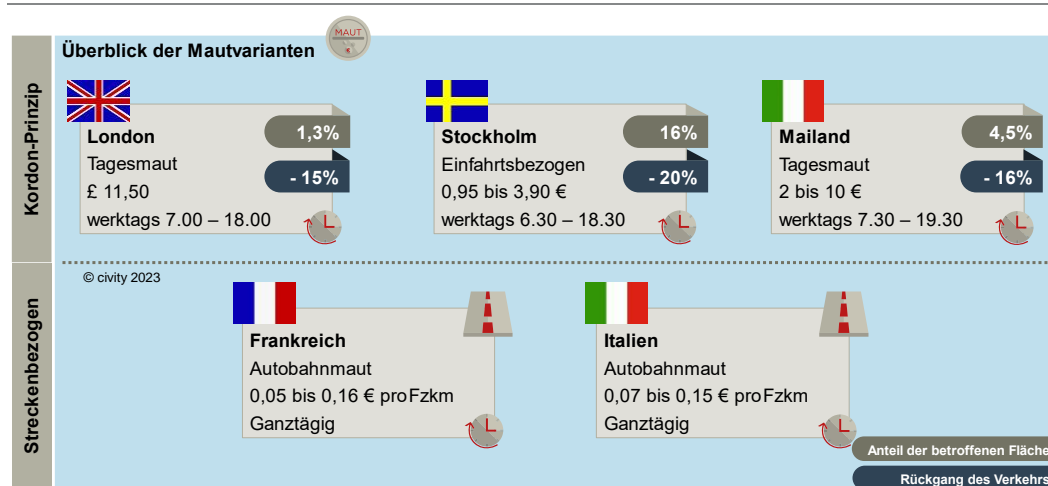 Überblick der Mautvarianten
MAUT
€
Kordon-Prinzip
London
Tagesmaut
£ 11,50
werktags 7.00 – 18.00
1,3%
- 15%
Stockholm
Einfahrtsbezogen
0,95 bis 3,90 €
werktags 6.30 – 18.30
16%
- 20%
Mailand
Tagesmaut
2 bis 10 €
werktags 7.30 – 19.30
4,5%
- 16%
© civity 2023
Streckenbezogen
Frankreich
Autobahnmaut
0,05 bis 0,16 € proFzkm
Ganztägig
Italien
Autobahnmaut
0,07 bis 0,15 € proFzkm
Ganztägig
Anteil der betroffenen Fläche
Rückgang des Verkehrs